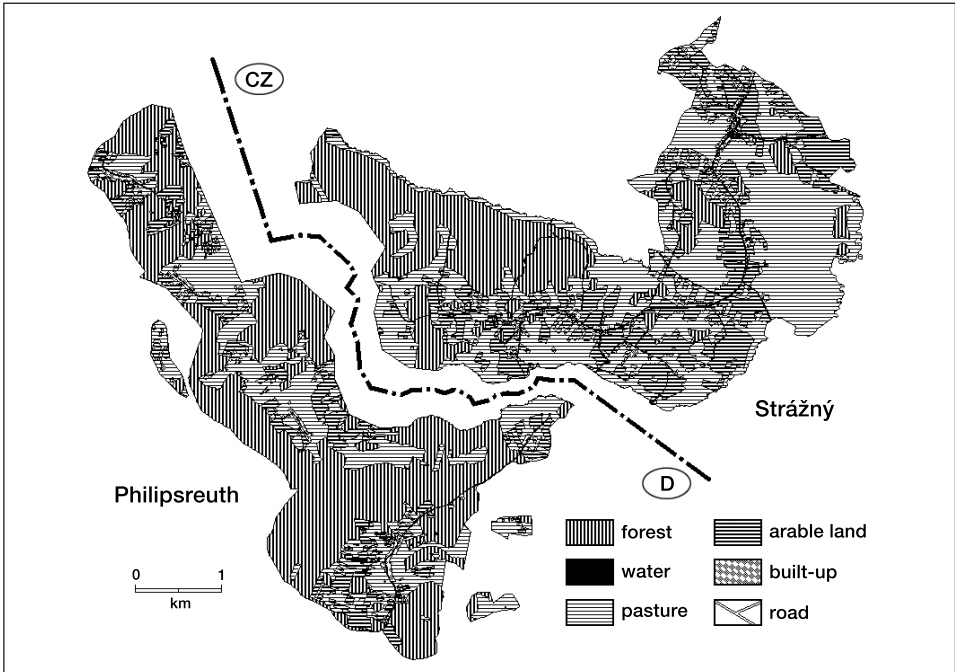 CZ
Strážný
D
Philipsreuth
forest
arable land
water
built-up
pasture
road
0 1
km